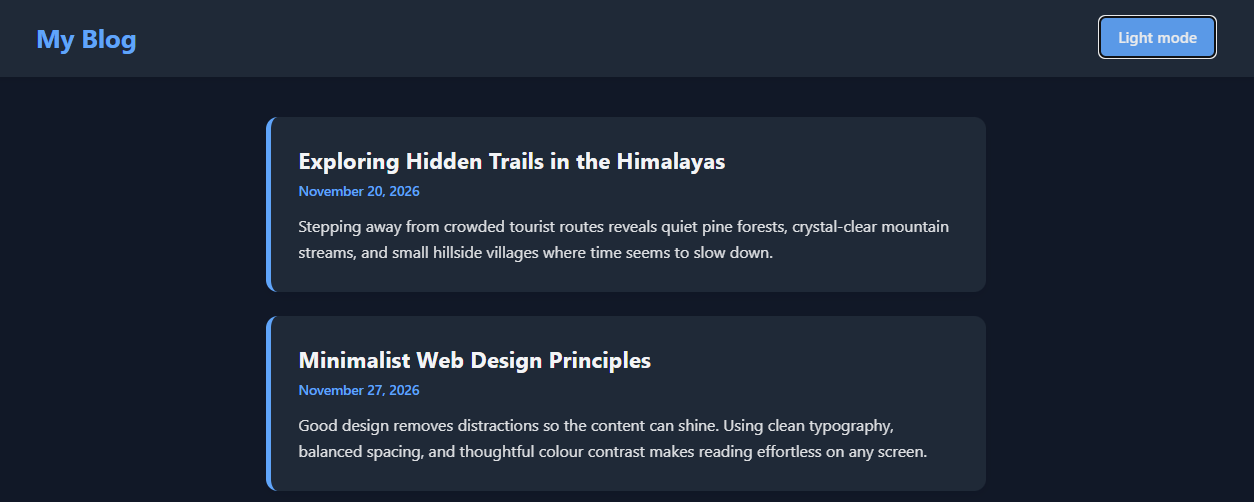 My Blog
Light mode
Exploring Hidden Trails in the Himalayas
November 20, 2026
Stepping away from crowded tourist routes reveals quiet pine forests, crystal-clear mountain
streams, and small hillside villages where time seems to slow down.
Minimalist Web Design Principles
November 27, 2026
Good design removes distractions so the content can shine. Using clean typography,
balanced spacing, and thoughtful colour contrast makes reading effortless on any screen.